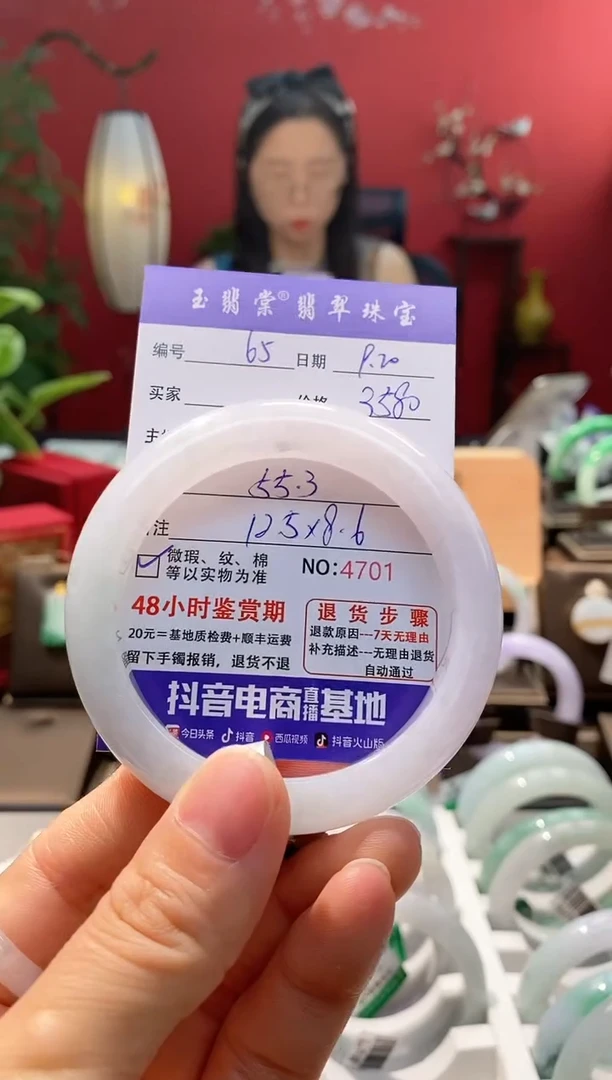 玉翡棠®翡翠珠宝
编号 65 日期 9.20
买家 价格 3580
55.3
注 12.5×8.6
微瑕、纹、棉
等以实物为准
NO:4701
48小时鉴赏期
20元=基地质检费+顺丰运费
留下手镯报销，退货不退
退货步骤
退款原因---7天无理由
补充描述---无理由退货
自动通过
抖音电商直播基地
今日头条 抖音 西瓜视频 抖音火山版